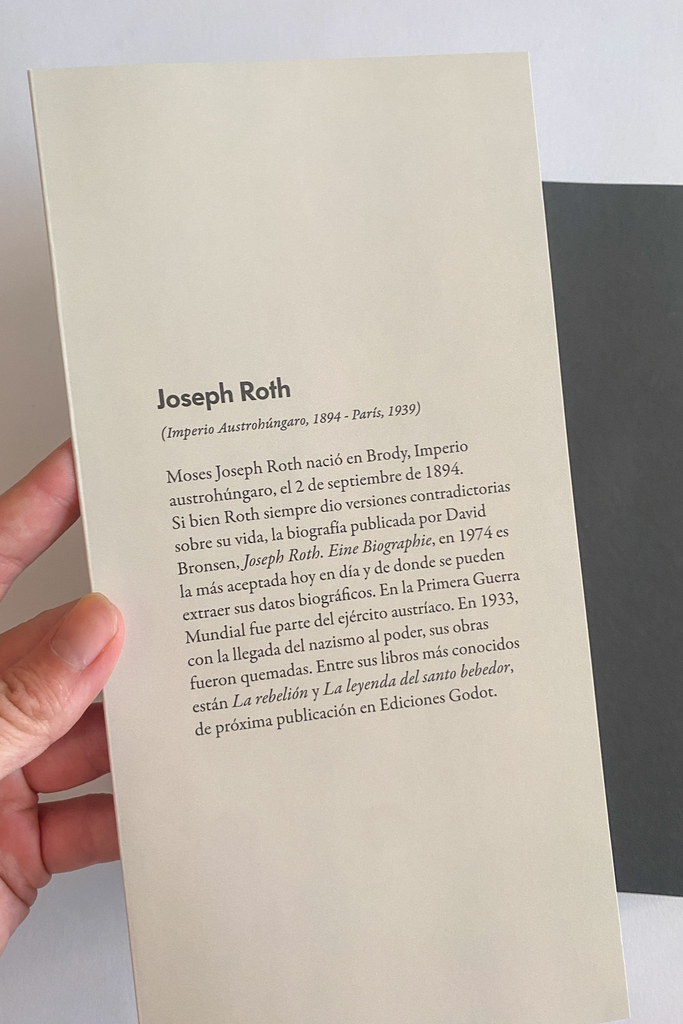 Joseph Roth
(Imperio Austrohúngaro, 1894 - París, 1939)
Moses Joseph Roth nació en Brody, Imperio
austrohúngaro, el 2 de septiembre de 1894.
Si bien Roth siempre dio versiones contradictorias
sobre su vida, la biografía publicada por David
Bronsen, Joseph Roth. Eine Biographie, en 1974 es
la más aceptada hoy en día y de donde se pueden
extraer sus datos biográficos. En la Primera Guerra
Mundial fue parte del ejército austríaco. En 1933,
con la llegada del nazismo al poder, sus obras
fueron quemadas. Entre sus libros más conocidos
están La rebelión y La leyenda del santo bebedor,
de próxima publicación en Ediciones Godot.